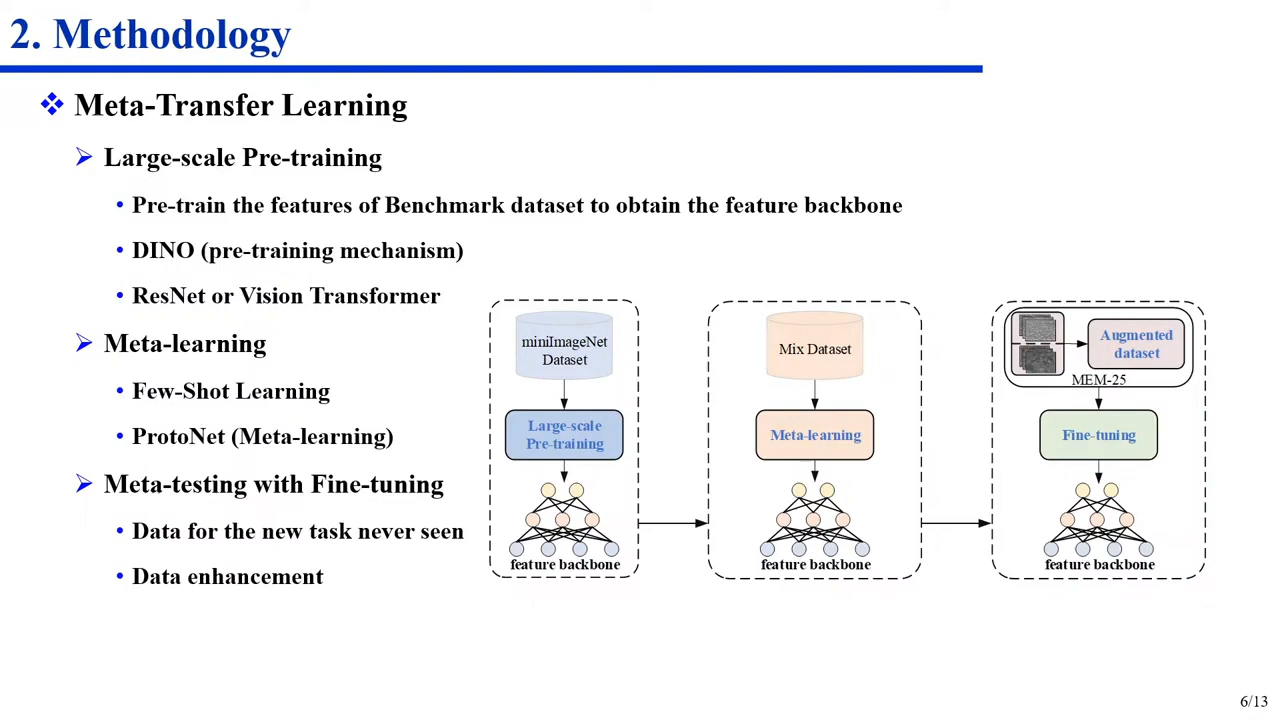 2. Methodology
Meta-Transfer Learning
Large-scale Pre-training
Pre-train the features of Benchmark dataset to obtain the feature backbone
DINO (pre-training mechanism)
ResNet or Vision Transformer
Meta-learning
Few-Shot Learning
ProtoNet (Meta-learning)
Meta-testing with Fine-tuning
Data for the new task never seen
Data enhancement
miniImageNet
Dataset
Large-scale
Pre-training
feature backbone
Mix Dataset
Meta-learning
feature backbone
Augmented
dataset
MEM-25
Fine-tuning
feature backbone
6/13